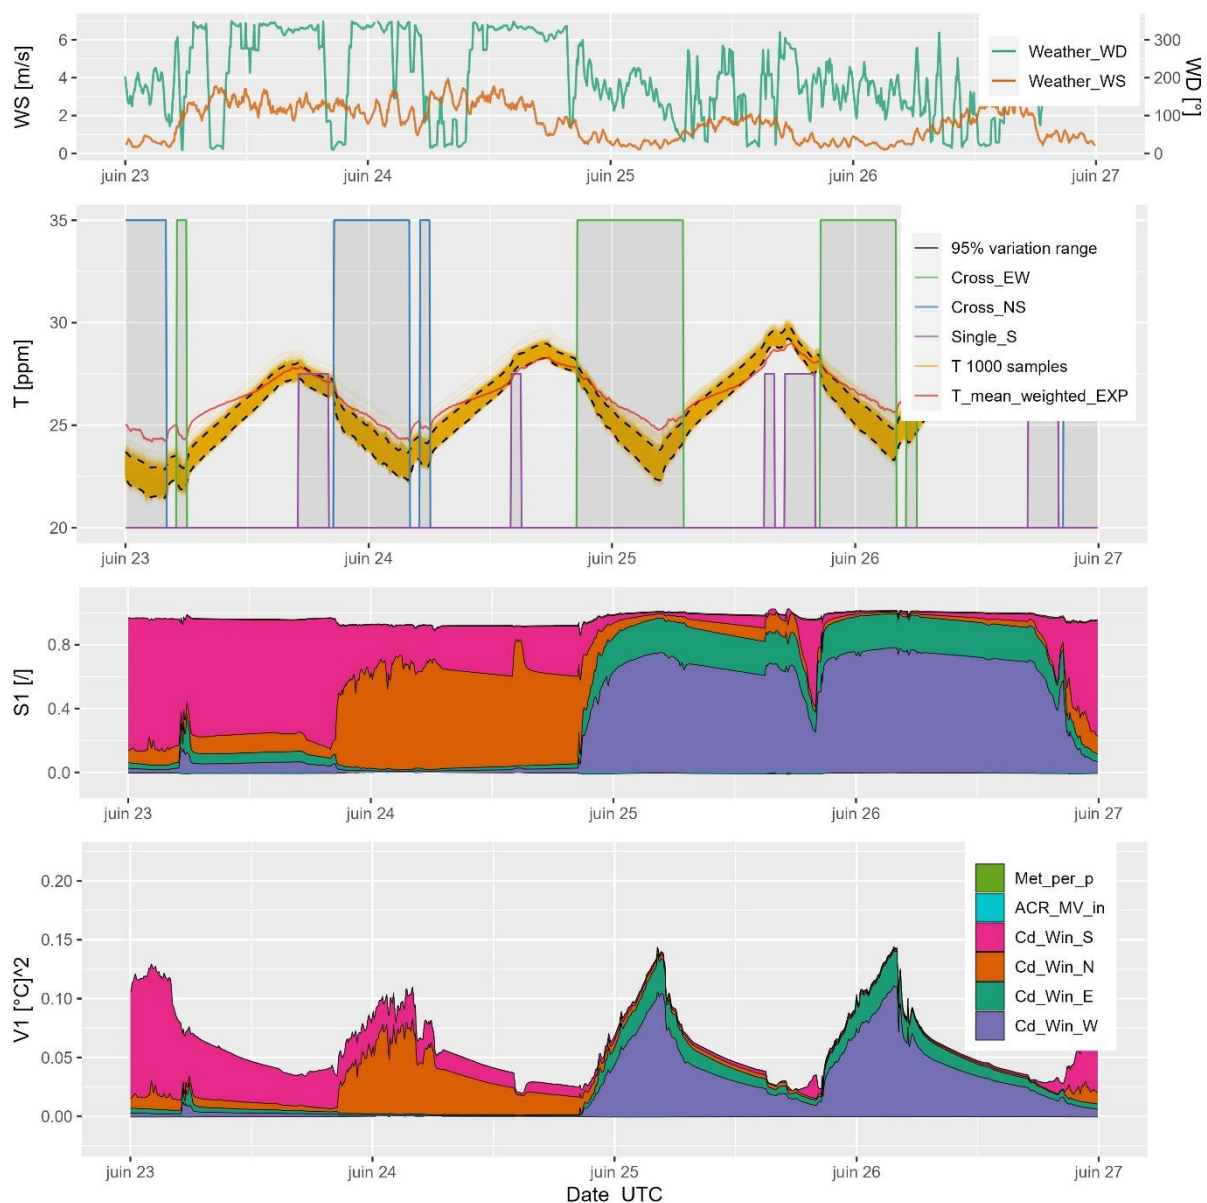 WS [m/s]
6
4
2
0
300
200
100
0
WD [°]
Weather_WD
Weather_WS
juin 23
juin 24
juin 25
juin 26
juin 27
T [ppm]
35
30
25
20
95% variation range
Cross_EW
Cross_NS
Single_S
T 1000 samples
T_mean_weighted_EXP
juin 23
juin 24
juin 25
juin 26
juin 27
S1 [/]
0.8
0.4
0.0
juin 23
juin 24
juin 25
juin 26
juin 27
V1 [°C]^2
0.20
0.15
0.10
0.05
0.00
Met_per_p
ACR_MV_in
Cd_Win_S
Cd_Win_N
Cd_Win_E
Cd_Win_W
juin 23
juin 24
juin 25
juin 26
juin 27
Date_UTC